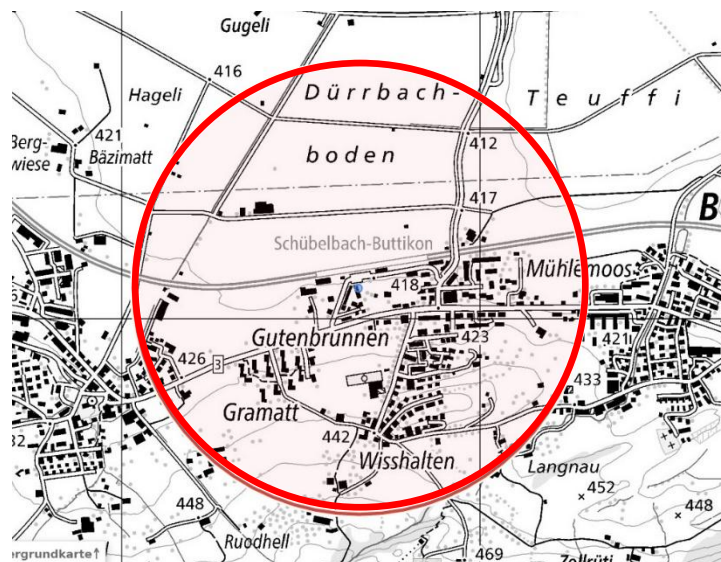 Gugeli
416
Dürrbach-
Teuffi
Hageli
412
421
Berg-
wiese
Bäzimatt
boden
417
B
Schübelbach-Buttikon
Mühlemoos
418
Gutenbrunnen
423
421
426
3
433
Gramatt
442
Wisshalten
Langnau
452
448
448
Ruodhell
469
Zollrüti
ergrundkarte↑